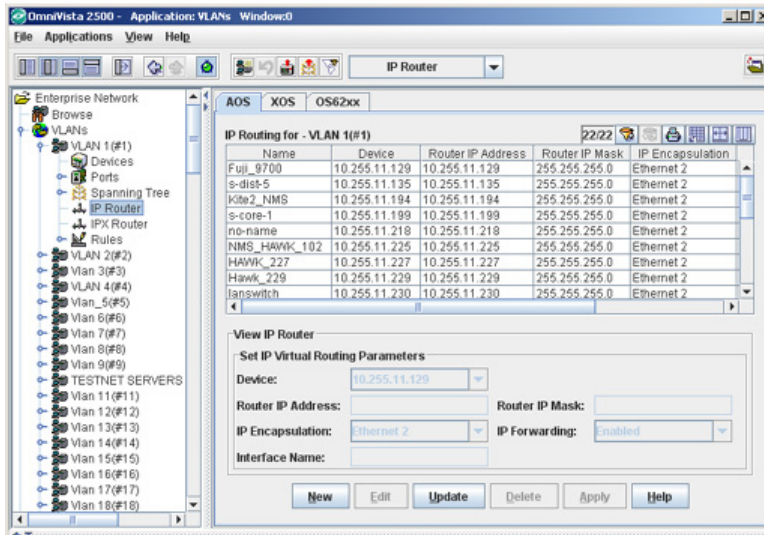 OmniVista 2500 - Application: VLANs Window:0
File Applications View Help
IP Router
Enterprise Network
Browse
VLANs
VLAN 1(#1)
Devices
Ports
Spanning Tree
IP Router
IPX Router
Rules
VLAN 2(#2)
Vlan 3(#3)
VLAN 4(#4)
Vlan_5(#5)
Vlan 6(#6)
Vlan 7(#7)
Vlan 8(#8)
Vlan 9(#9)
TESTNET SERVERS
Vlan 11(#11)
Vlan 12(#12)
Vlan 13(#13)
Vlan 14(#14)
Vlan 15(#15)
Vlan 16(#16)
Vlan 17(#17)
Vlan 18(#18)
AOS XOS OS62xx
IP Routing for - VLAN 1(#1) 22/22
Name Device Router IP Address Router IP Mask IP Encapsulation
Fuji_9700 10.255.11.129 10.255.11.129 255.255.255.0 Ethernet 2
s-dist-5 10.255.11.135 10.255.11.135 255.255.255.0 Ethernet 2
Kite2_NMS 10.255.11.194 10.255.11.194 255.255.255.0 Ethernet 2
s-core-1 10.255.11.199 10.255.11.199 255.255.255.0 Ethernet 2
no-name 10.255.11.218 10.255.11.218 255.255.255.0 Ethernet 2
NMS_HAWK_102 10.255.11.225 10.255.11.225 255.255.255.0 Ethernet 2
HAWK_227 10.255.11.227 10.255.11.227 255.255.255.0 Ethernet 2
Hawk_229 10.255.11.229 10.255.11.229 255.255.255.0 Ethernet 2
lanswitch 10.255.11.230 10.255.11.230 255.255.255.0 Ethernet 2
View IP Router
Set IP Virtual Routing Parameters
Device: 10.255.11.129
Router IP Address: Router IP Mask:
IP Encapsulation: Ethernet 2 IP Forwarding: Enabled
Interface Name:
New Edit Update Delete Apply Help